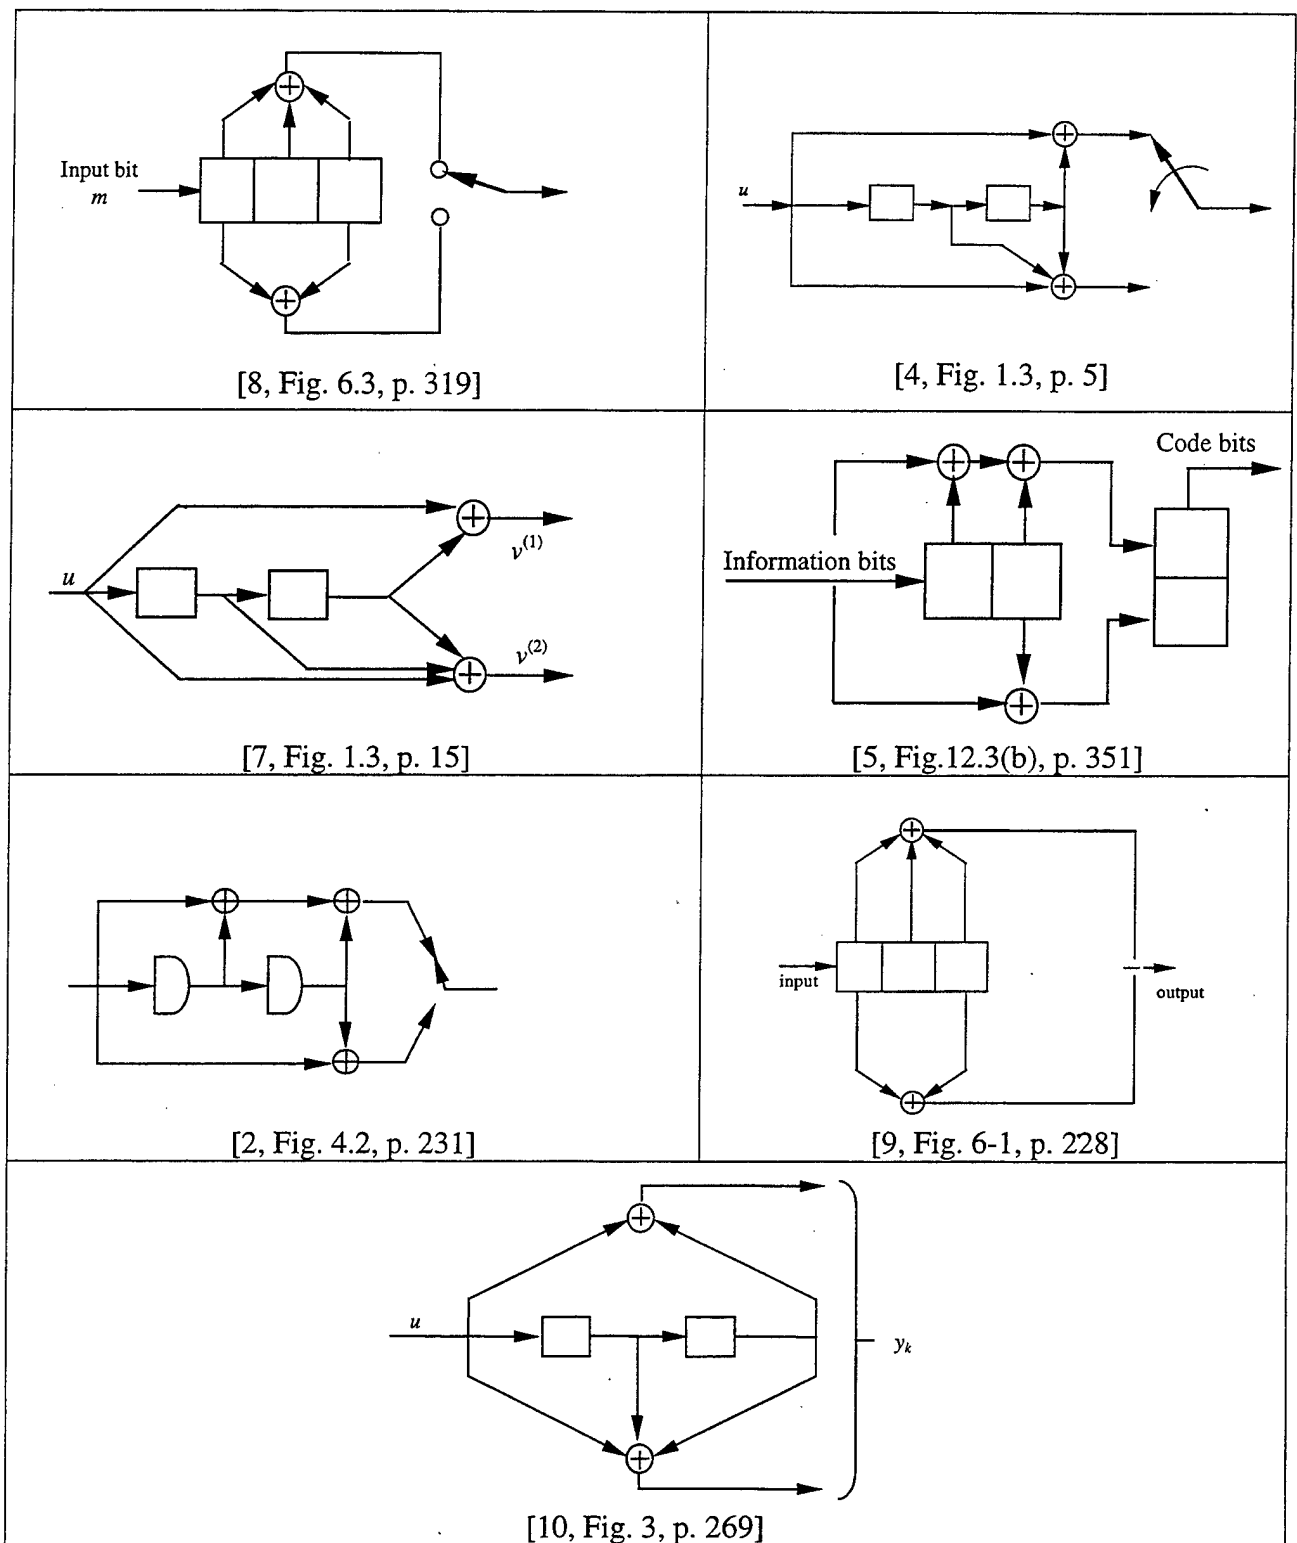 Input bit
m
[8, Fig. 6.3, p. 319]
u
[4, Fig. 1.3, p. 5]
u
v(1)
v(2)
[7, Fig. 1.3, p. 15]
Code bits
Information bits
[5, Fig.12.3(b), p. 351]
[2, Fig. 4.2, p. 231]
input
output
[9, Fig. 6-1, p. 228]
u
yk
[10, Fig. 3, p. 269]